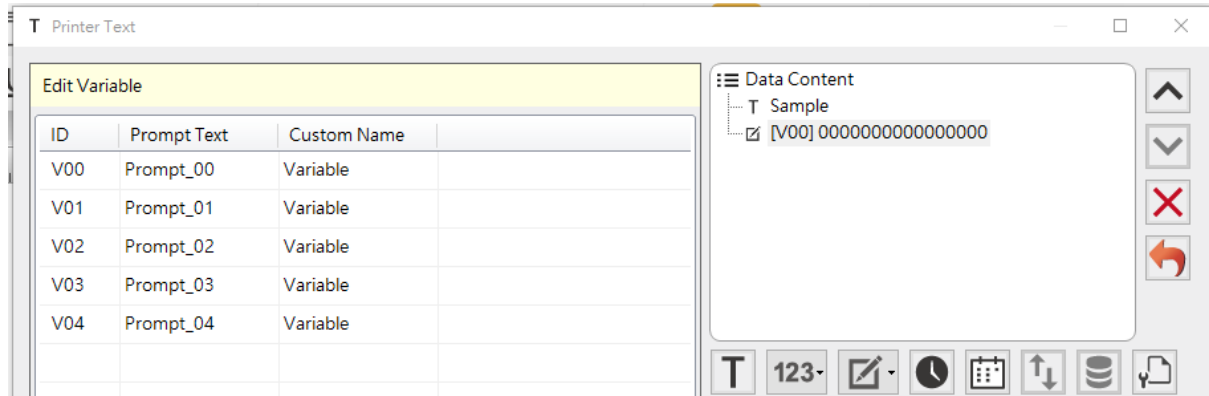 T Printer Text
Edit Variable
ID Prompt Text Custom Name
V00 Prompt_00 Variable
V01 Prompt_01 Variable
V02 Prompt_02 Variable
V03 Prompt_03 Variable
V04 Prompt_04 Variable
Data Content
T Sample
[V00] 0000000000000000
T 123